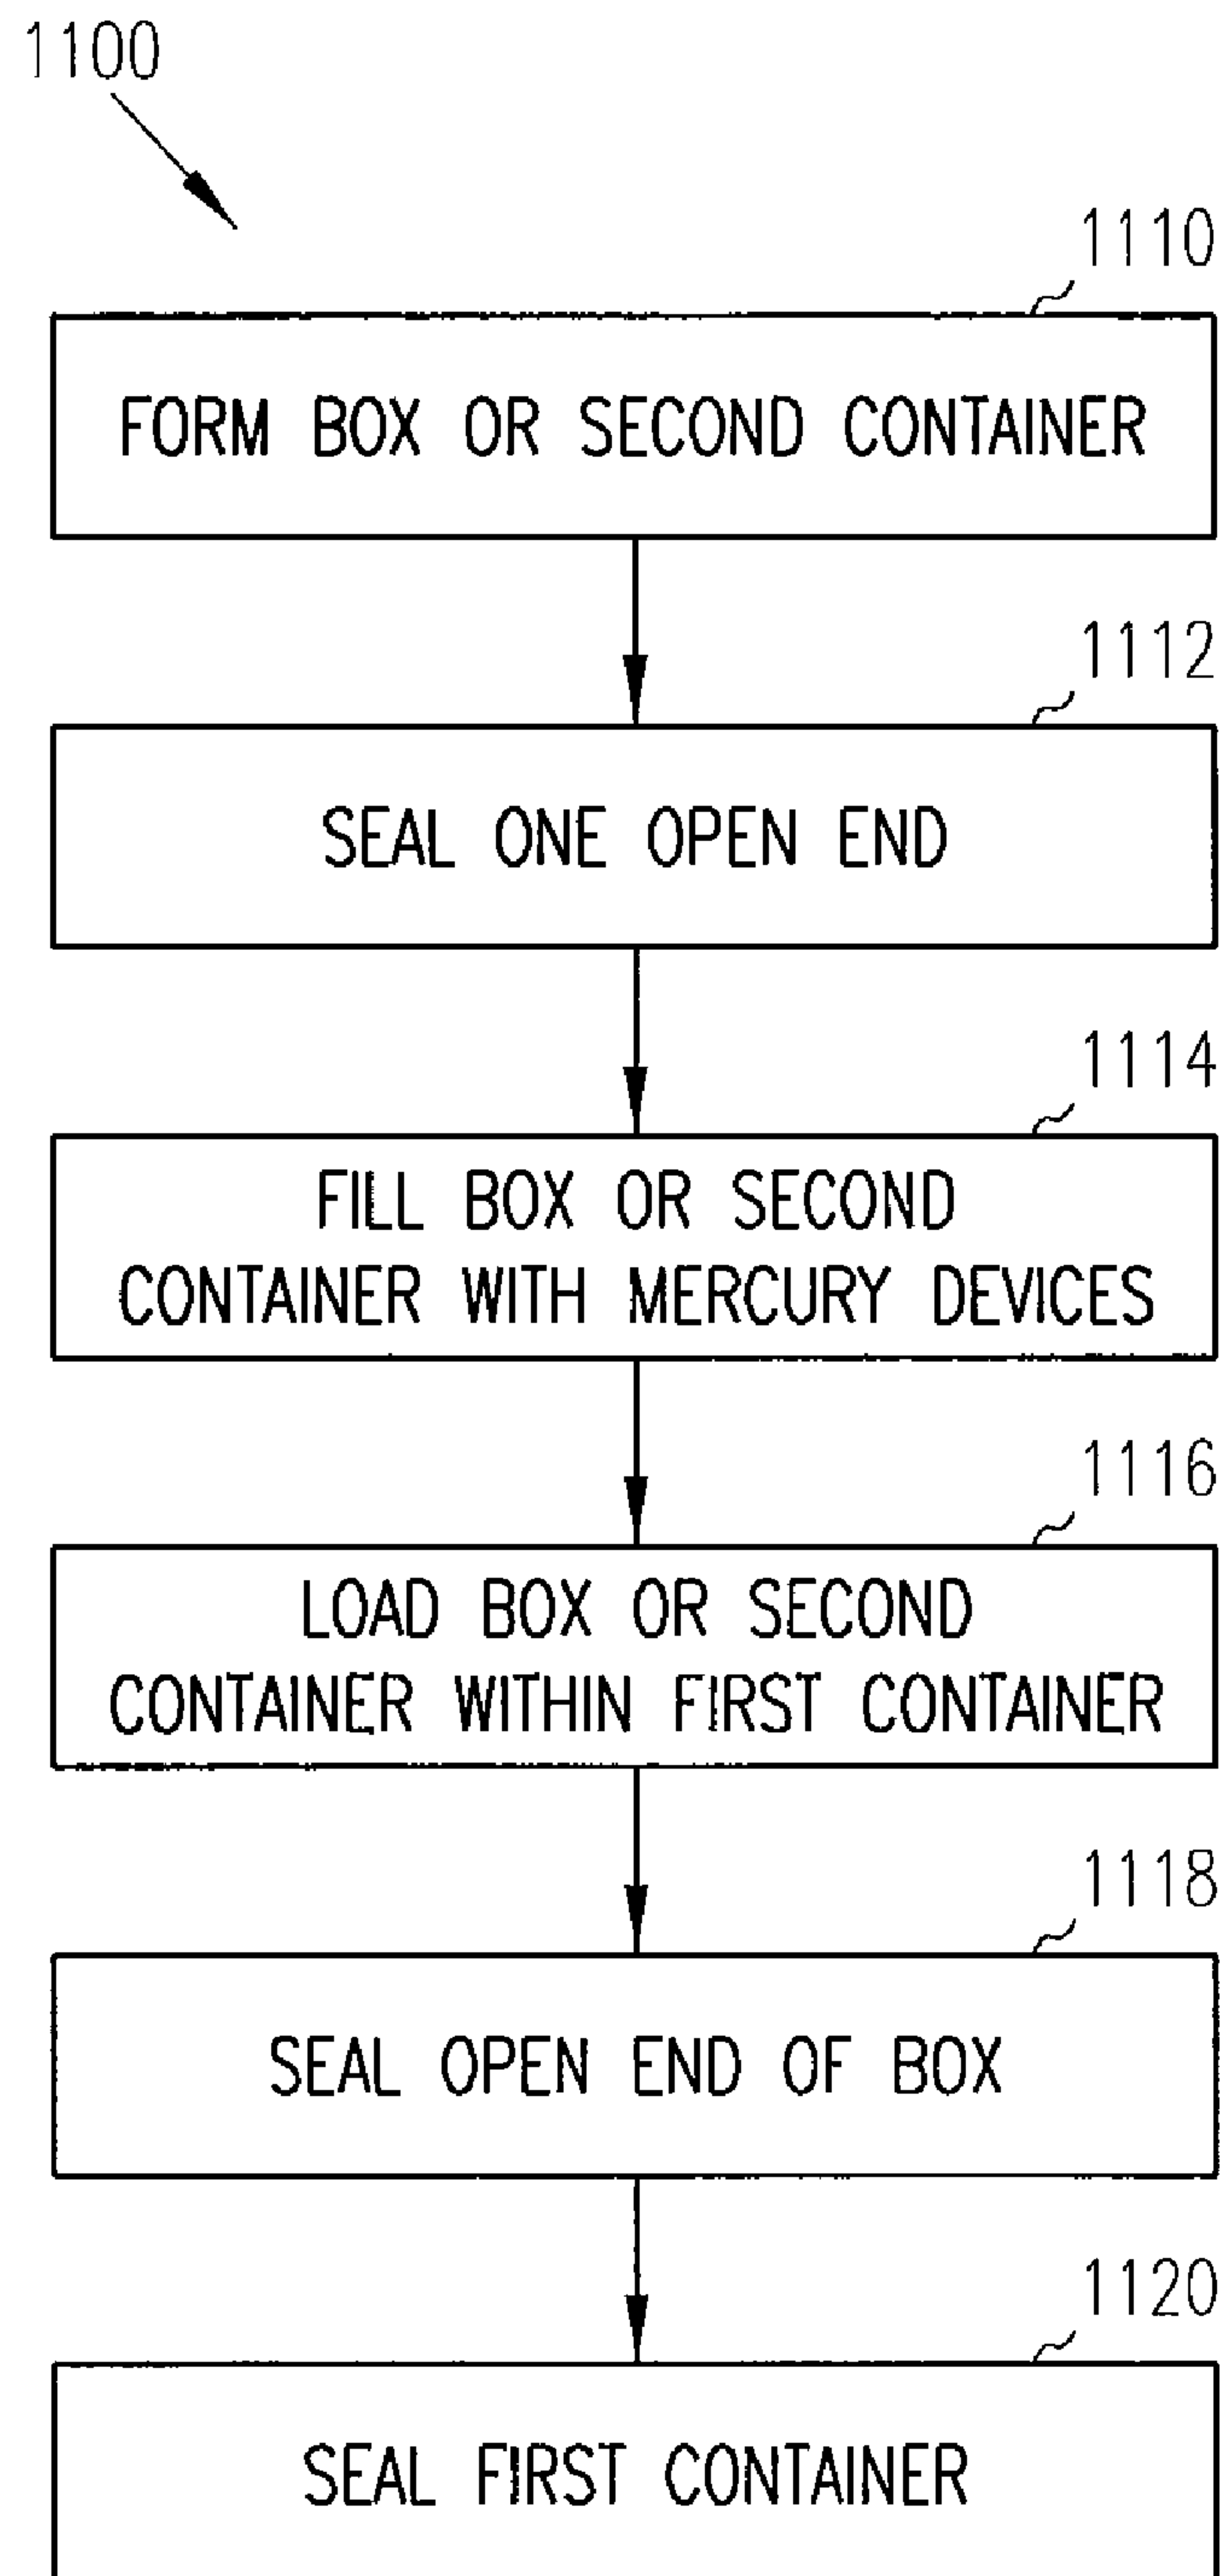 1100
1110
FORM BOX OR SECOND CONTAINER
1112
SEAL ONE OPEN END
1114
FILL BOX OR SECOND
CONTAINER WITH MERCURY DEVICES
1116
LOAD BOX OR SECOND
CONTAINER WITHIN FIRST CONTAINER
1118
SEAL OPEN END OF BOX
1120
SEAL FIRST CONTAINER